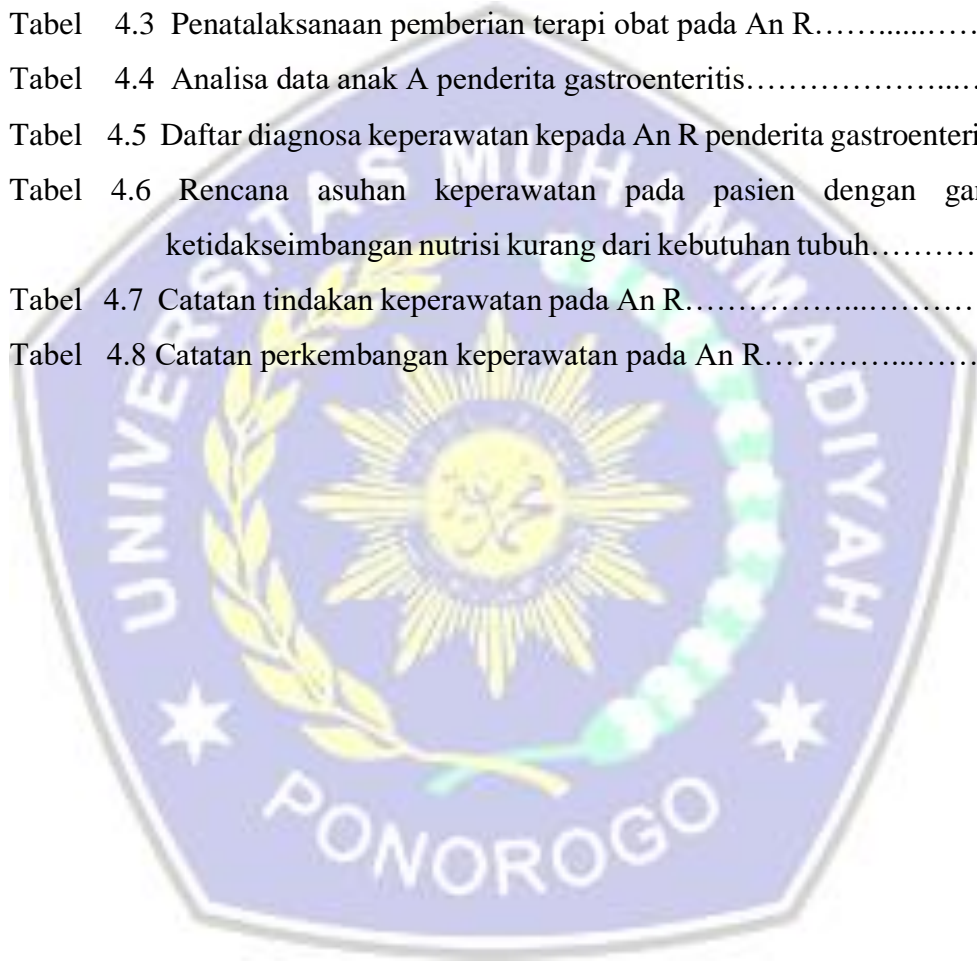 Tabel 4.3 Penatalaksanaan pemberian terapi obat pada An R……......……
Tabel 4.4 Analisa data anak A penderita gastroenteritis………………...…
Tabel 4.5 Daftar diagnosa keperawatan kepada An R penderita gastroenteri
Tabel 4.6 Rencana asuhan keperawatan pada pasien dengan gan
ketidakseimbangan nutrisi kurang dari kebutuhan tubuh…………
Tabel 4.7 Catatan tindakan keperawatan pada An R…………...…………
Tabel 4.8 Catatan perkembangan keperawatan pada An R…………...……
UNIVERSITAS MUHAMMADIYAH
PONOROGO
محمدية